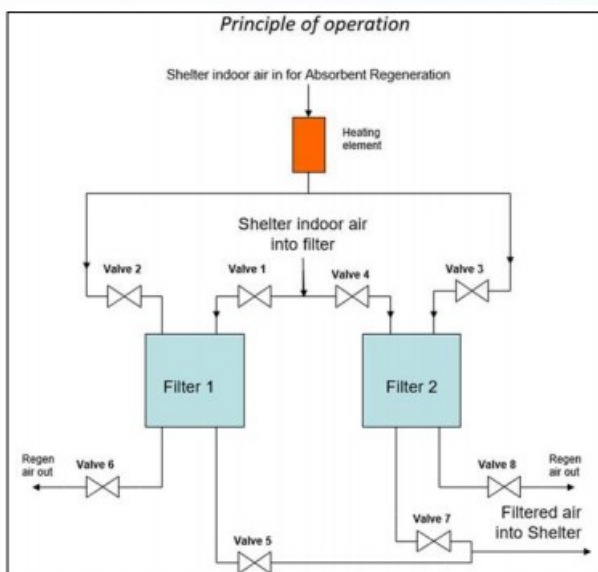 Principle of operation
Shelter indoor air in for Absorbent Regeneration
Heating
element
Shelter indoor air
into filter
Valve 2
Valve 1
Valve 4
Valve 3
Filter 1
Filter 2
Regen
air out
Valve 6
Valve 8
Regen
air out
Filtered air
into Shelter
Valve 7
Valve 5